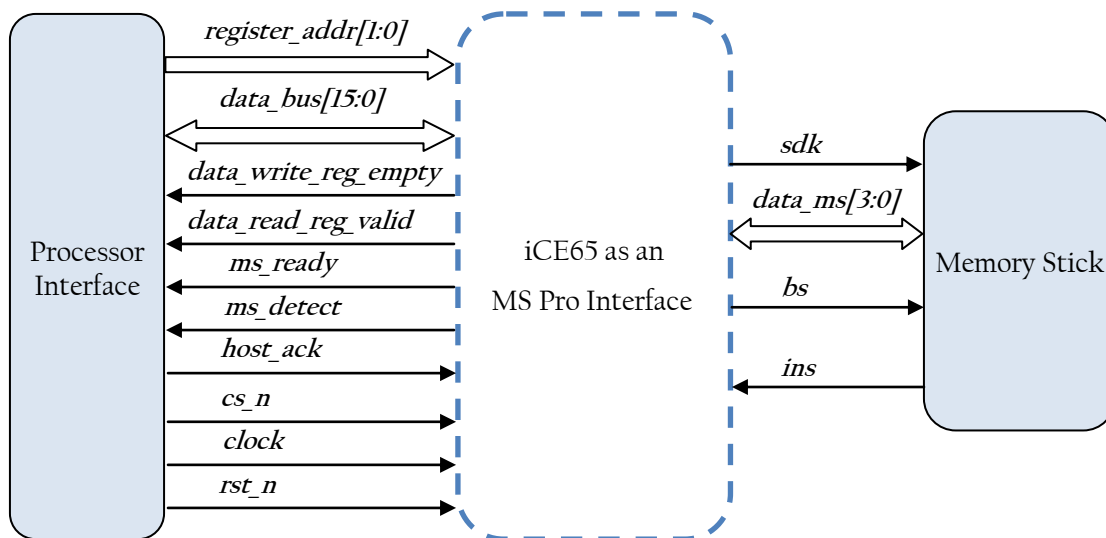 Processor
Interface
register_addr[1:0]
data_bus[15:0]
data_write_reg_empty
data_read_reg_valid
ms_ready
ms_detect
host_ack
cs_n
clock
rst_n
iCE65 as an
MS Pro Interface
sdk
data_ms[3:0]
bs
ins
Memory Stick